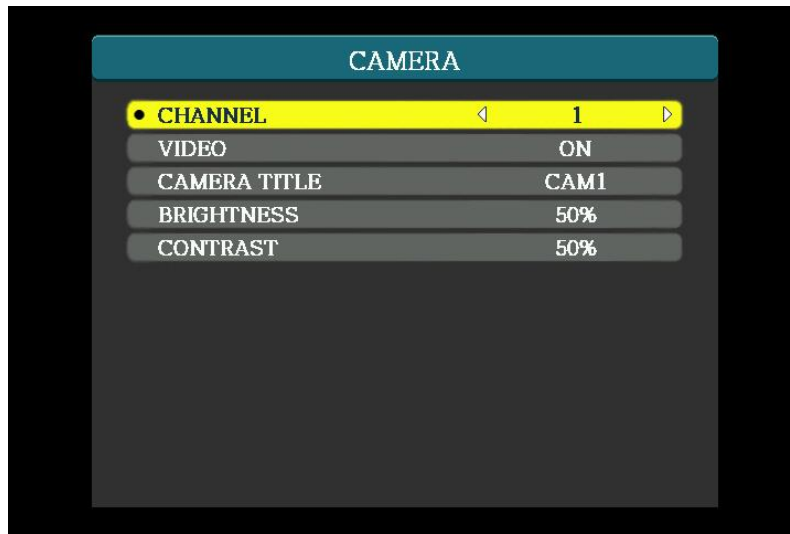 CAMERA
CHANNEL 1
VIDEO ON
CAMERA TITLE CAM1
BRIGHTNESS 50%
CONTRAST 50%